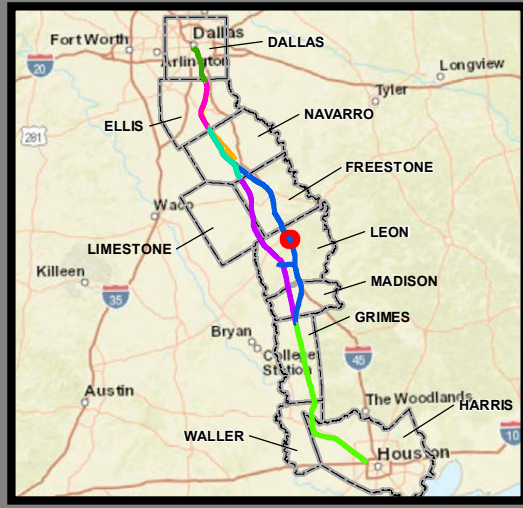 Dallas
DALLAS
Fort Worth
Arlington
Longview
20
Tyler
NAVARRO
ELLIS
281
FREESTONE
Waco
LEON
LIMESTONE
Killeen
MADISON
35
GRIMES
Bryan
College
Station
45
Austin
The Woodlands
HARRIS
WALLER
10
Houston